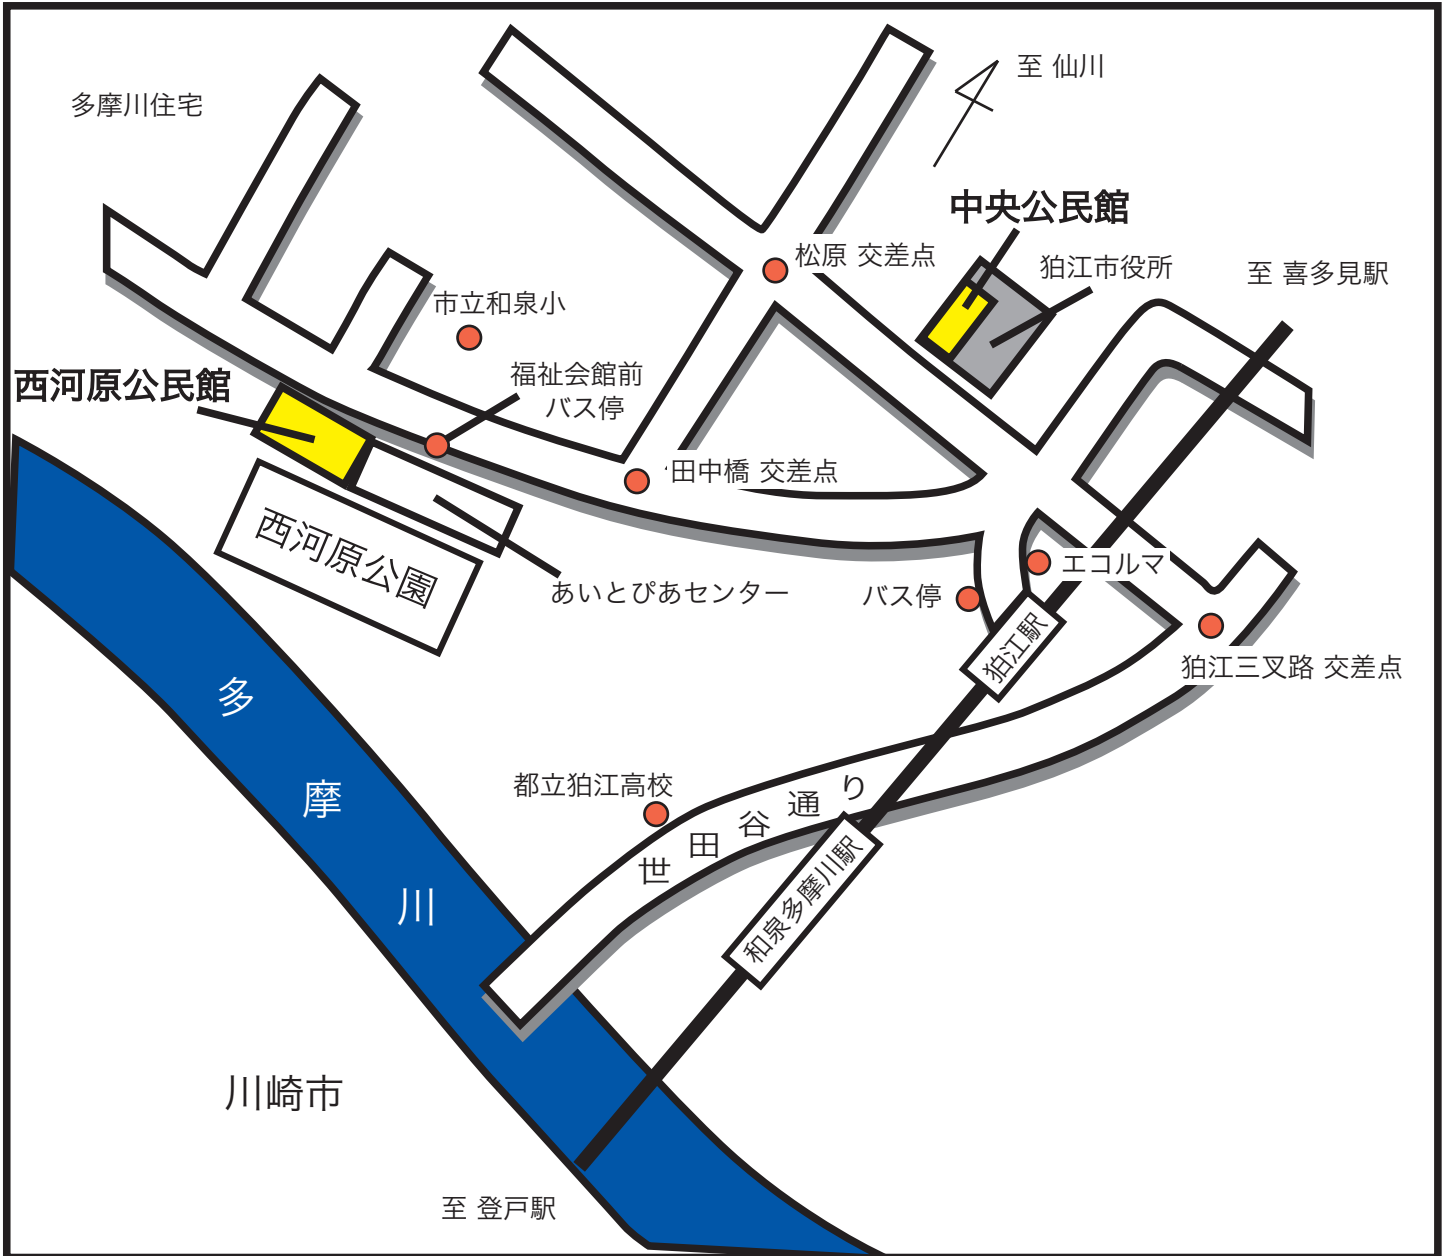 至 仙川
多摩川住宅
中央公民館
松原 交差点
狛江市役所
至 喜多見駅
市立和泉小
福祉会館前
バス停
西河原公民館
田中橋 交差点
西河原公園
あいとぴあセンター
エコルマ
バス停
狛江駅
狛江三叉路 交差点
多摩川
都立狛江高校
世田谷通り
和泉多摩川駅
川崎市
至 登戸駅